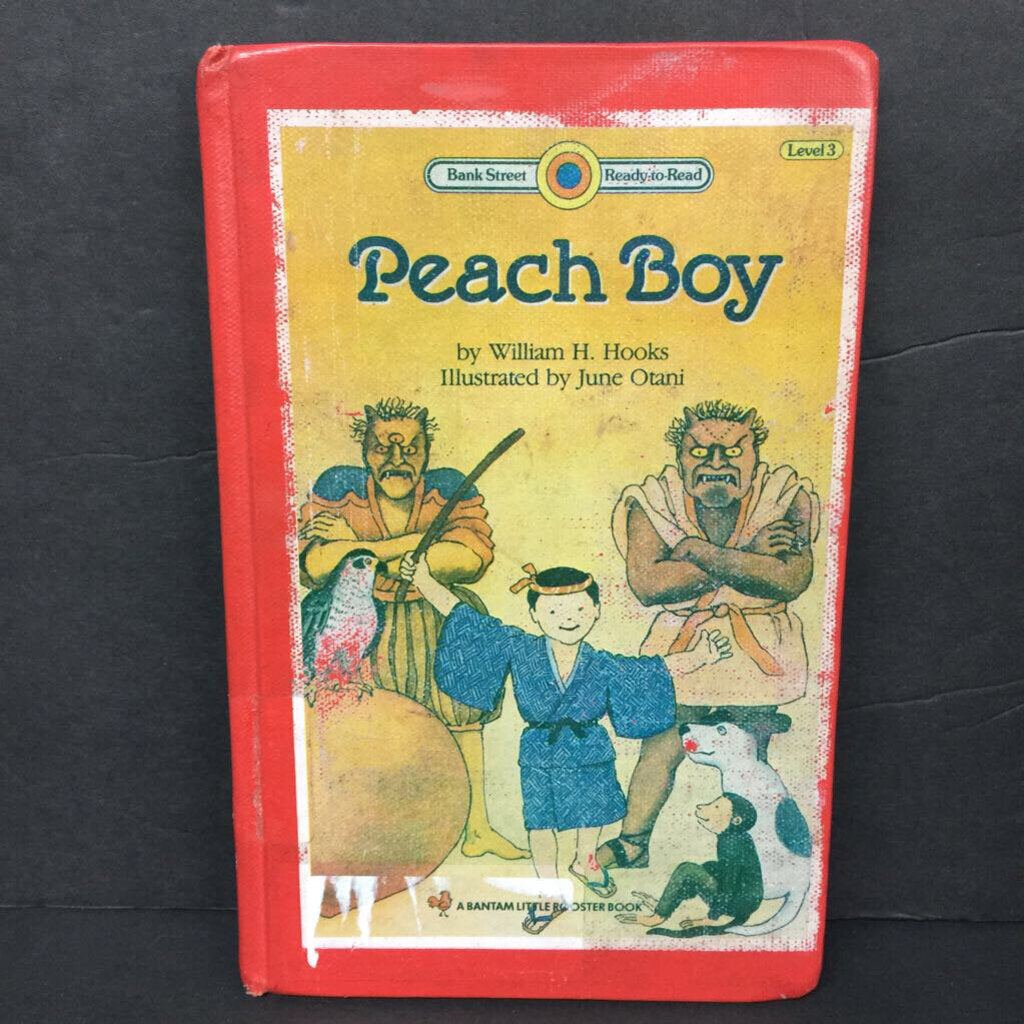 Level 3
Bank Street Ready-to-Read
Peach Boy
by William H. Hooks
Illustrated by June Otani
A BANTAM LITTLE ROOSTER BOOK